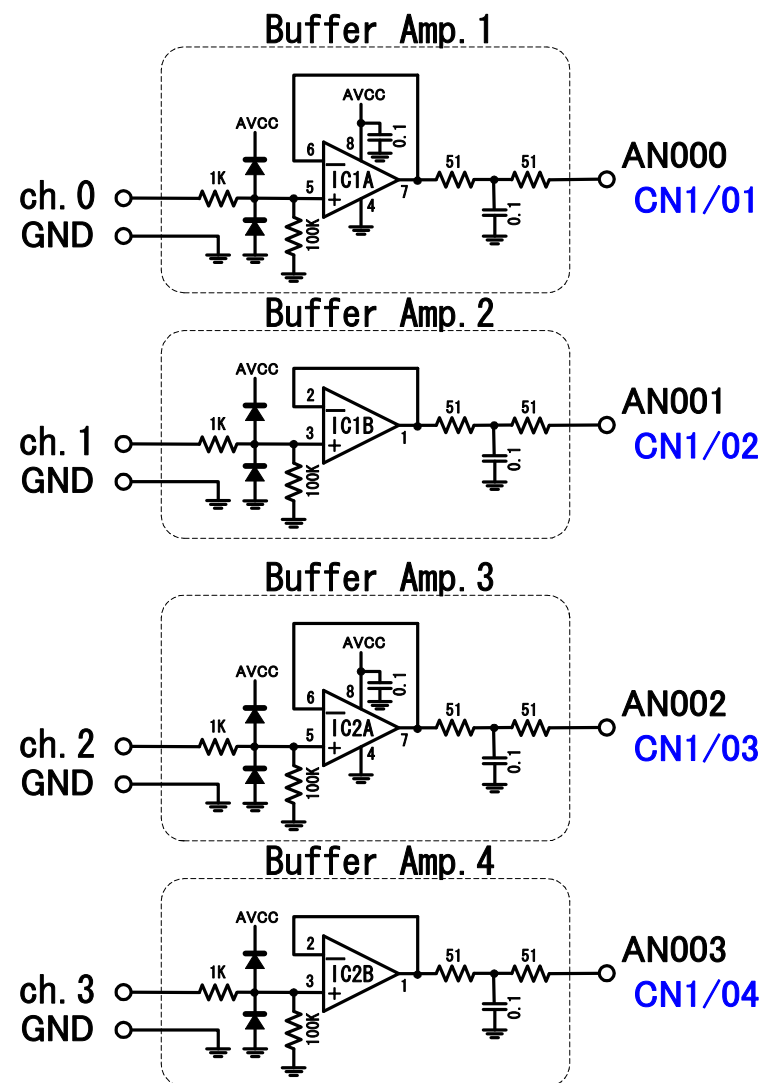 Buffer Amp.1
AVCC
AVCC
0.1
6
8
1K
IC1A
51
51
AN000
ch.0
5
7
CN1/01
4
GND
100K
0.1
Buffer Amp.2
AVCC
2
1K
IC1B
51
51
AN001
ch.1
3
1
CN1/02
GND
100K
0.1
Buffer Amp.3
AVCC
AVCC
0.1
6
8
1K
IC2A
51
51
AN002
ch.2
5
7
CN1/03
4
GND
100K
0.1
Buffer Amp.4
AVCC
2
1K
IC2B
51
51
AN003
ch.3
3
1
CN1/04
GND
100K
0.1